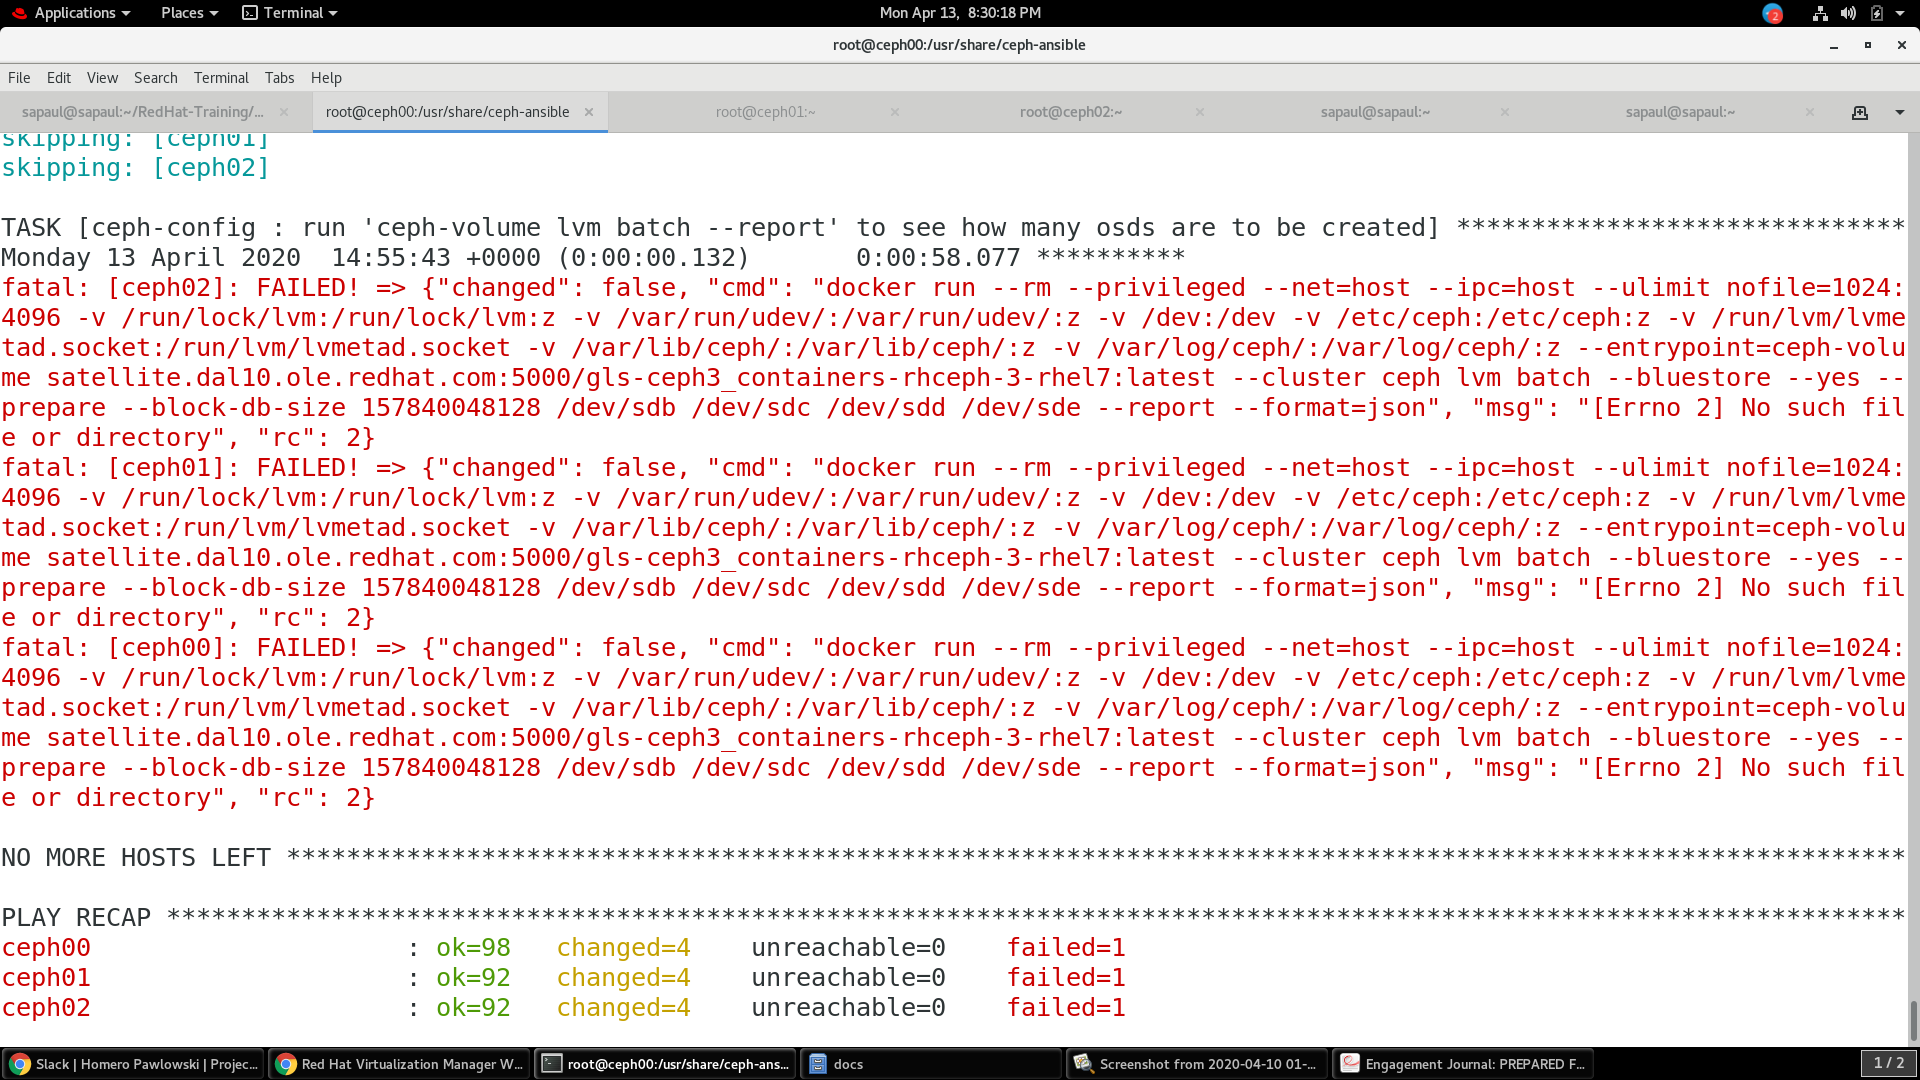 Applications Places Terminal Mon Apr 13, 8:30:18 PM 2
root@ceph00:/usr/share/ceph-ansible
File Edit View Search Terminal Tabs Help
sapaul@sapaul:~/RedHat-Training/... root@ceph00:/usr/share/ceph-ansible root@ceph01:~ root@ceph02:~ sapaul@sapaul:~ sapaul@sapaul:~
skipping: [ceph01]
skipping: [ceph02]
TASK [ceph-config : run 'ceph-volume lvm batch --report' to see how many osds are to be created] ******************************
Monday 13 April 2020  14:55:43 +0000 (0:00:00.132)       0:00:58.077 **********
fatal: [ceph02]: FAILED! => {"changed": false, "cmd": "docker run --rm --privileged --net=host --ipc=host --ulimit nofile=1024:
4096 -v /run/lock/lvm:/run/lock/lvm:z -v /var/run/udev/:/var/run/udev/:z -v /dev:/dev -v /etc/ceph:/etc/ceph:z -v /run/lvm/lvme
tad.socket:/run/lvm/lvmetad.socket -v /var/lib/ceph/:/var/lib/ceph/:z -v /var/log/ceph/:/var/log/ceph/:z --entrypoint=ceph-volu
me satellite.dal10.ole.redhat.com:5000/gls-ceph3_containers-rhceph-3-rhel7:latest --cluster ceph lvm batch --bluestore --yes --
prepare --block-db-size 157840048128 /dev/sdb /dev/sdc /dev/sdd /dev/sde --report --format=json", "msg": "[Errno 2] No such fil
e or directory", "rc": 2}
fatal: [ceph01]: FAILED! => {"changed": false, "cmd": "docker run --rm --privileged --net=host --ipc=host --ulimit nofile=1024:
4096 -v /run/lock/lvm:/run/lock/lvm:z -v /var/run/udev/:/var/run/udev/:z -v /dev:/dev -v /etc/ceph:/etc/ceph:z -v /run/lvm/lvme
tad.socket:/run/lvm/lvmetad.socket -v /var/lib/ceph/:/var/lib/ceph/:z -v /var/log/ceph/:/var/log/ceph/:z --entrypoint=ceph-volu
me satellite.dal10.ole.redhat.com:5000/gls-ceph3_containers-rhceph-3-rhel7:latest --cluster ceph lvm batch --bluestore --yes --
prepare --block-db-size 157840048128 /dev/sdb /dev/sdc /dev/sdd /dev/sde --report --format=json", "msg": "[Errno 2] No such fil
e or directory", "rc": 2}
fatal: [ceph00]: FAILED! => {"changed": false, "cmd": "docker run --rm --privileged --net=host --ipc=host --ulimit nofile=1024:
4096 -v /run/lock/lvm:/run/lock/lvm:z -v /var/run/udev/:/var/run/udev/:z -v /dev:/dev -v /etc/ceph:/etc/ceph:z -v /run/lvm/lvme
tad.socket:/run/lvm/lvmetad.socket -v /var/lib/ceph/:/var/lib/ceph/:z -v /var/log/ceph/:/var/log/ceph/:z --entrypoint=ceph-volu
me satellite.dal10.ole.redhat.com:5000/gls-ceph3_containers-rhceph-3-rhel7:latest --cluster ceph lvm batch --bluestore --yes --
prepare --block-db-size 157840048128 /dev/sdb /dev/sdc /dev/sdd /dev/sde --report --format=json", "msg": "[Errno 2] No such fil
e or directory", "rc": 2}
NO MORE HOSTS LEFT ************************************************************************************************************
PLAY RECAP ********************************************************************************************************************
ceph00                     : ok=98   changed=4    unreachable=0    failed=1
ceph01                     : ok=92   changed=4    unreachable=0    failed=1
ceph02                     : ok=92   changed=4    unreachable=0    failed=1
Slack | Homero Pawlowski | Projec... Red Hat Virtualization Manager W... root@ceph00:/usr/share/ceph-ans... docs Screenshot from 2020-04-10 01-... Engagement Journal: PREPARED F... 1 / 2